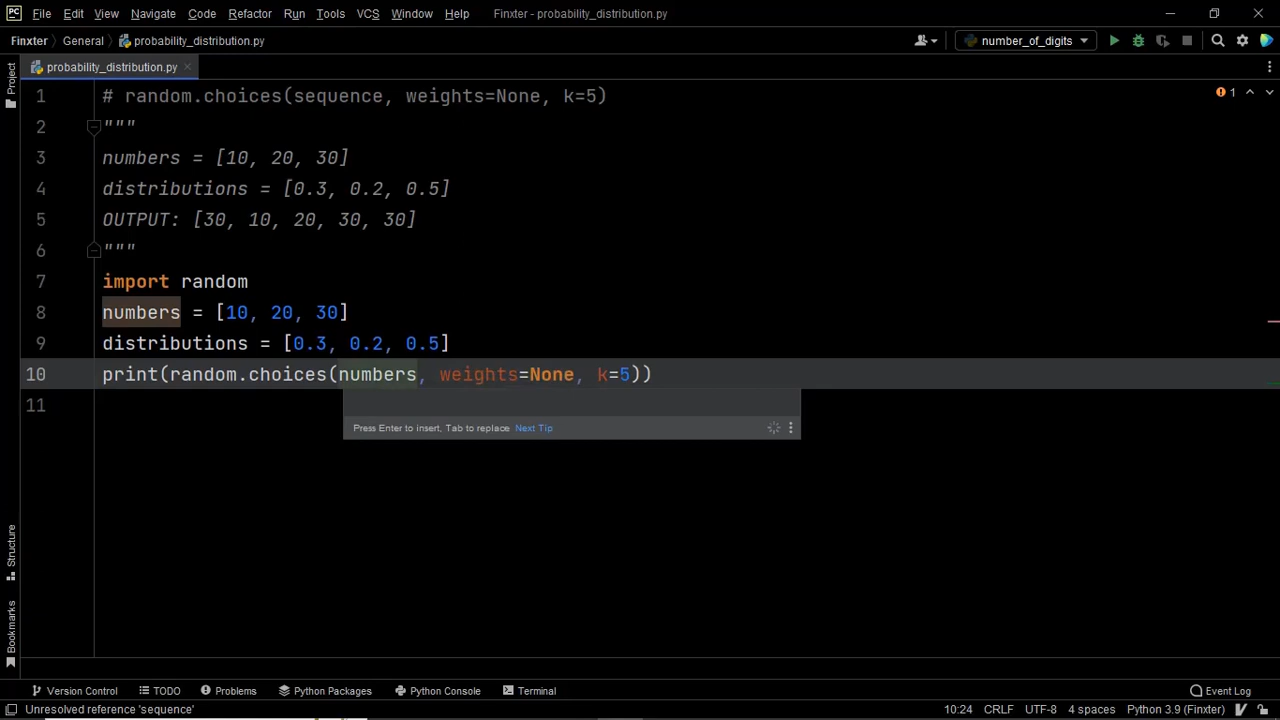 PC File Edit View Navigate Code Refactor Run Tools VCS Window Help Finxter - probability_distribution.py
Finxter General probability_distribution.py number_of_digits
probability_distribution.py
Project
1 # random.choices(sequence, weights=None, k=5)
1
2 """
3 numbers = [10, 20, 30]
4 distributions = [0.3, 0.2, 0.5]
5 OUTPUT: [30, 10, 20, 30, 30]
6 """
7 import random
8 numbers = [10, 20, 30]
9 distributions = [0.3, 0.2, 0.5]
10 print(random.choices(numbers, weights=None, k=5))
11
Press Enter to insert, Tab to replace Next Tip
Structure
Bookmarks
Version Control TODO Problems Python Packages Python Console Terminal Event Log
Unresolved reference 'sequence' 10:24 CRLF UTF-8 4 spaces Python 3.9 (Finxter)